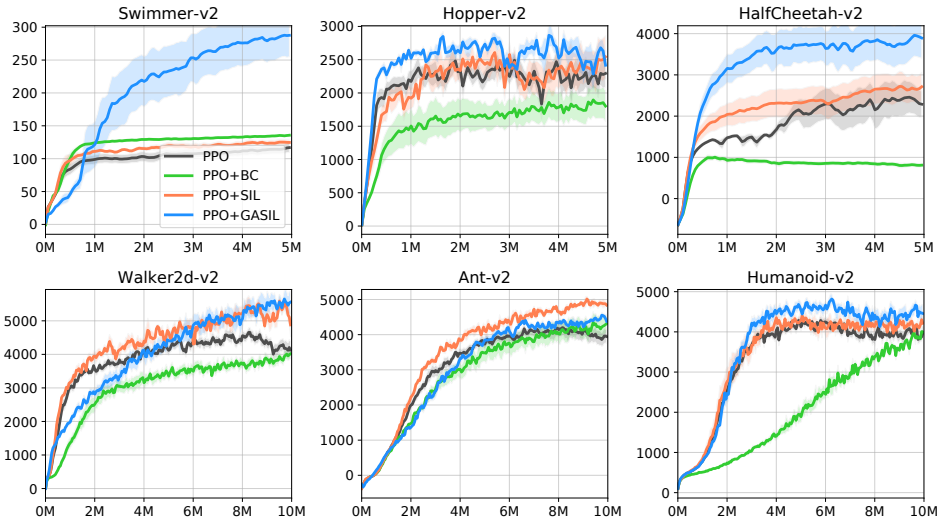 Swimmer-v2
Hopper-v2
HalfCheetah-v2
300
250
200
150
100
50
0
PPO
PPO+BC
PPO+SIL
PPO+GASIL
0M 1M 2M 3M 4M 5M
3000
2500
2000
1500
1000
500
0
0M 1M 2M 3M 4M 5M
4000
3000
2000
1000
0
0M 1M 2M 3M 4M 5M
Walker2d-v2
Ant-v2
Humanoid-v2
5000
4000
3000
2000
1000
0
0M 2M 4M 6M 8M 10M
5000
4000
3000
2000
1000
0
0M 2M 4M 6M 8M 10M
5000
4000
3000
2000
1000
0
0M 2M 4M 6M 8M 10M